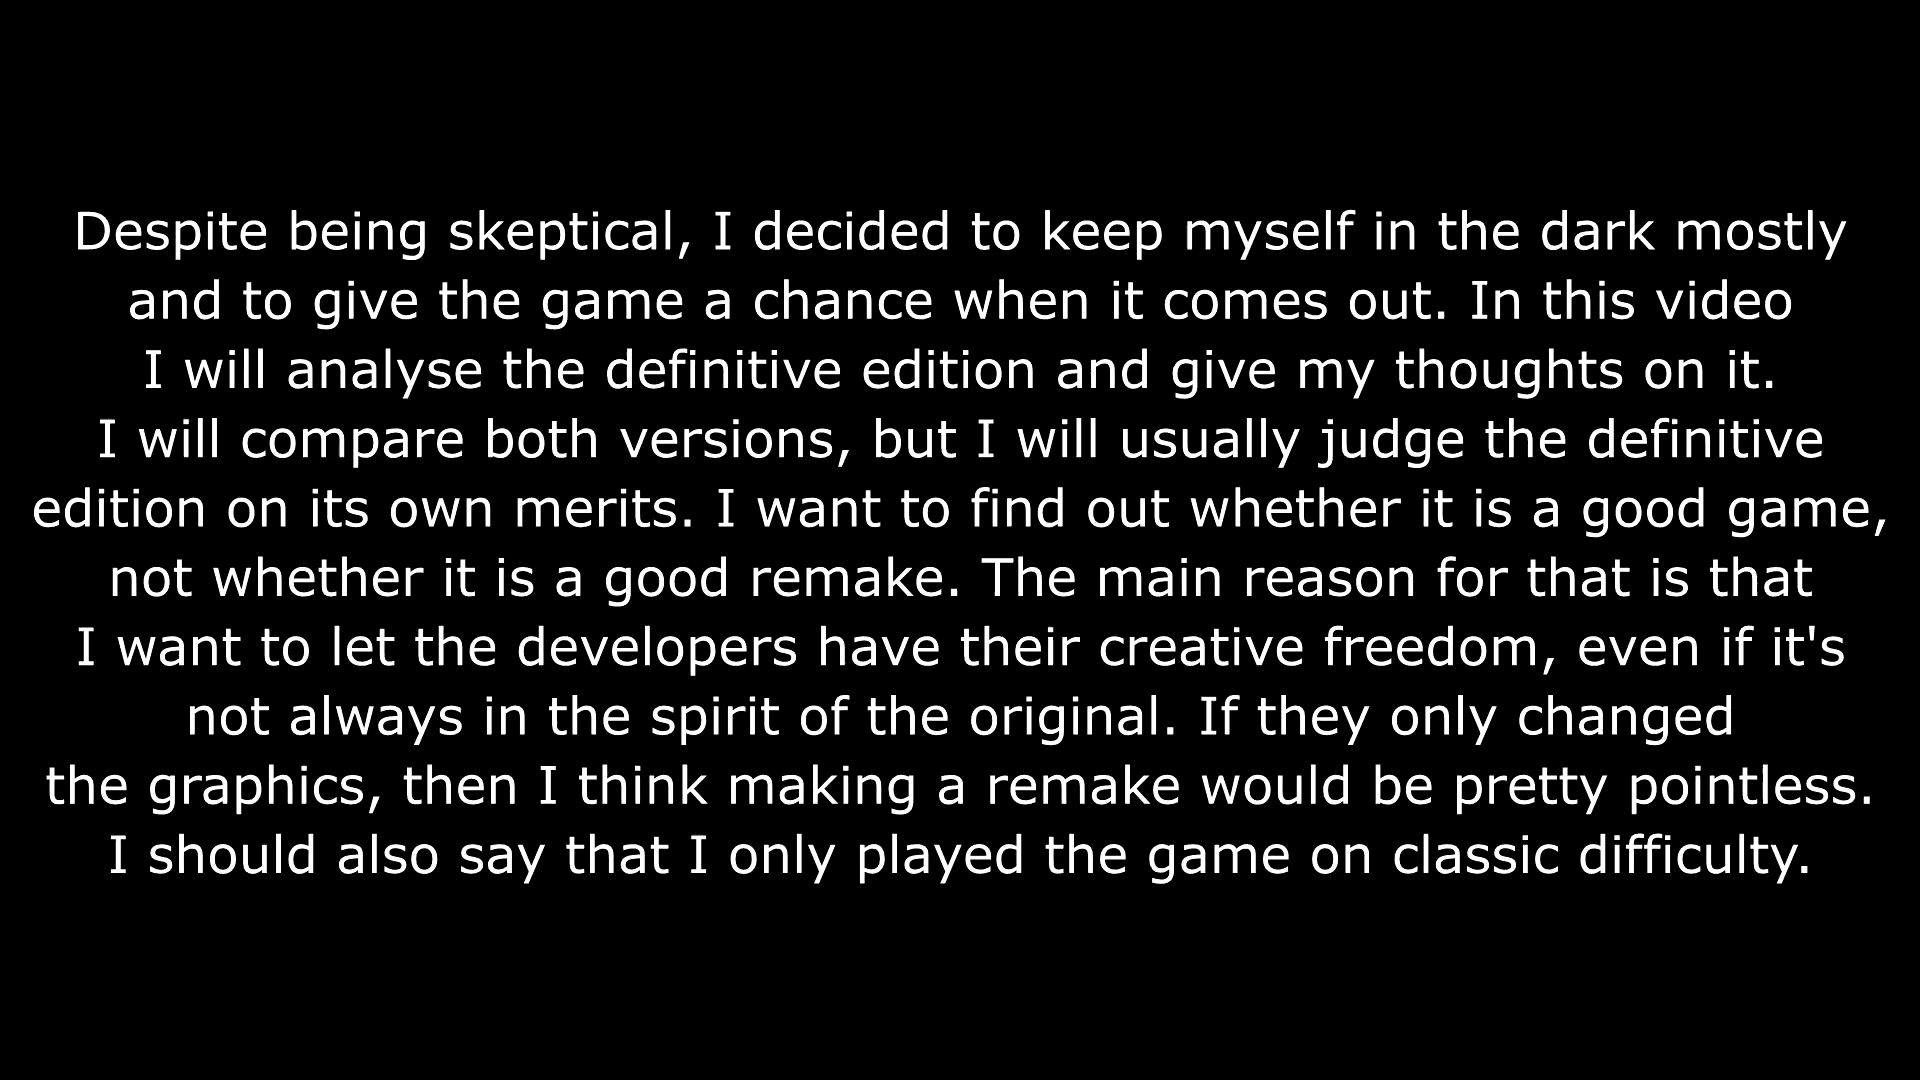 Despite being skeptical, I decided to keep myself in the dark mostly
and to give the game a chance when it comes out. In this video
I will analyse the definitive edition and give my thoughts on it.
I will compare both versions, but I will usually judge the definitive
edition on its own merits. I want to find out whether it is a good game,
not whether it is a good remake. The main reason for that is that
I want to let the developers have their creative freedom, even if it's
not always in the spirit of the original. If they only changed
the graphics, then I think making a remake would be pretty pointless.
I should also say that I only played the game on classic difficulty.